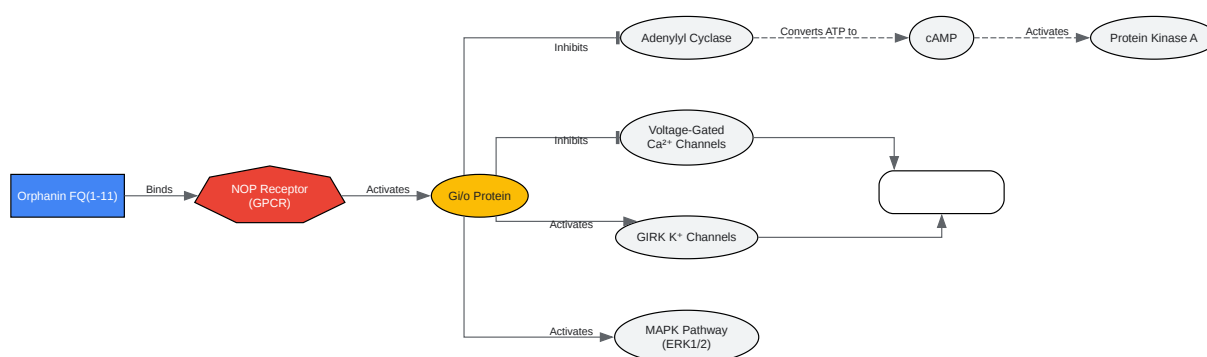 Orphanin FQ(1-11)
Binds
NOP Receptor
(GPCR)
Activates
Gi/o Protein
Inhibits
Adenylyl Cyclase
Converts ATP to
cAMP
Activates
Protein Kinase A
Inhibits
Voltage-Gated
Ca²⁺ Channels
Activates
GIRK K⁺ Channels
Activates
MAPK Pathway
(ERK1/2)